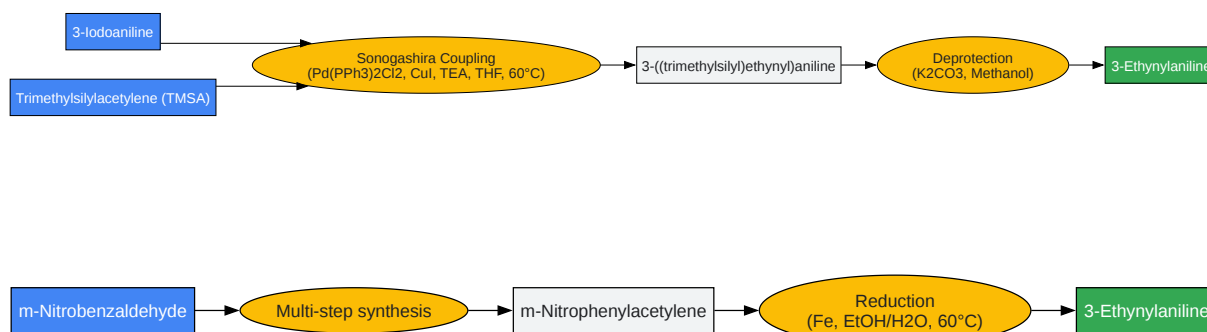 3-Iodoaniline
Trimethylsilylacetylene (TMSA)
Sonogashira Coupling
(Pd(PPh3)2Cl2, CuI, TEA, THF, 60°C)
3-((trimethylsilyl)ethynyl)aniline
Deprotection
(K2CO3, Methanol)
3-Ethynylaniline
m-Nitrobenzaldehyde
Multi-step synthesis
m-Nitrophenylacetylene
Reduction
(Fe, EtOH/H2O, 60°C)
3-Ethynylaniline